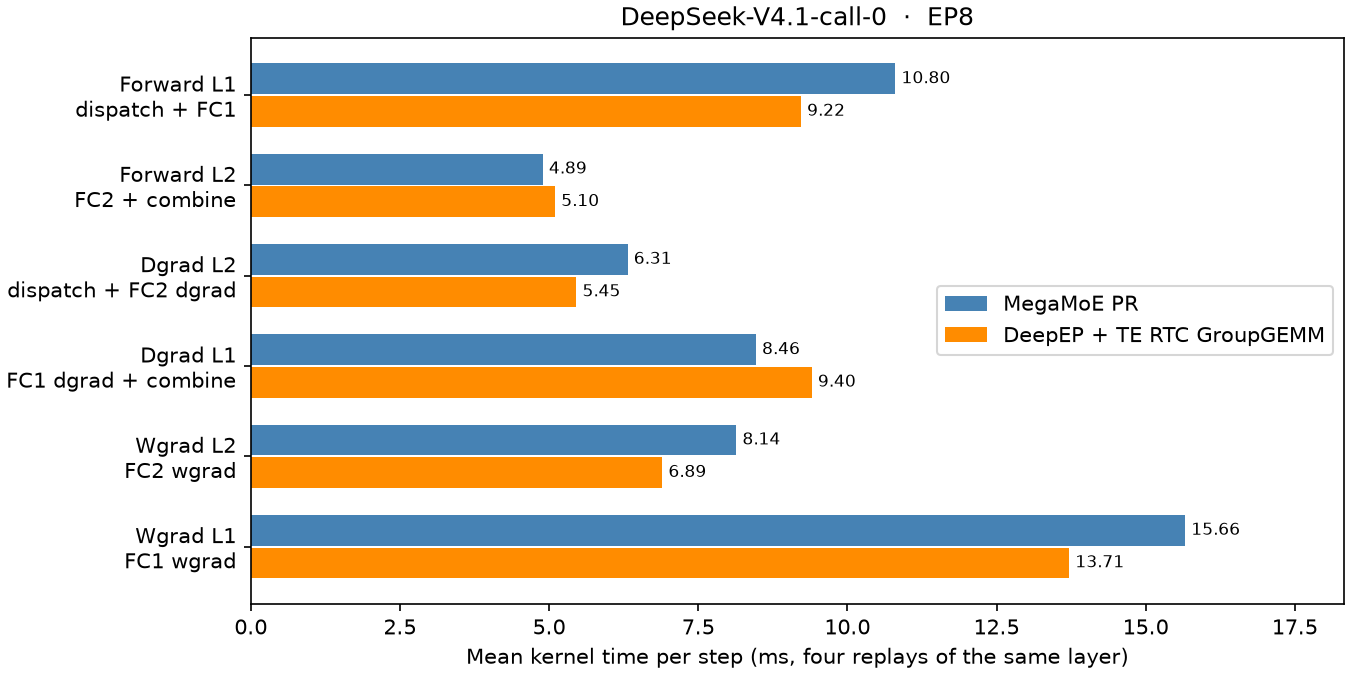 DeepSeek-V4.1-call-0 · EP8
Forward L1
dispatch + FC1
10.80
9.22
Forward L2
FC2 + combine
4.89
5.10
Dgrad L2
dispatch + FC2 dgrad
6.31
5.45
MegaMoE PR
DeepEP + TE RTC GroupGEMM
Dgrad L1
FC1 dgrad + combine
8.46
9.40
Wgrad L2
FC2 wgrad
8.14
6.89
Wgrad L1
FC1 wgrad
15.66
13.71
0.0 2.5 5.0 7.5 10.0 12.5 15.0 17.5
Mean kernel time per step (ms, four replays of the same layer)